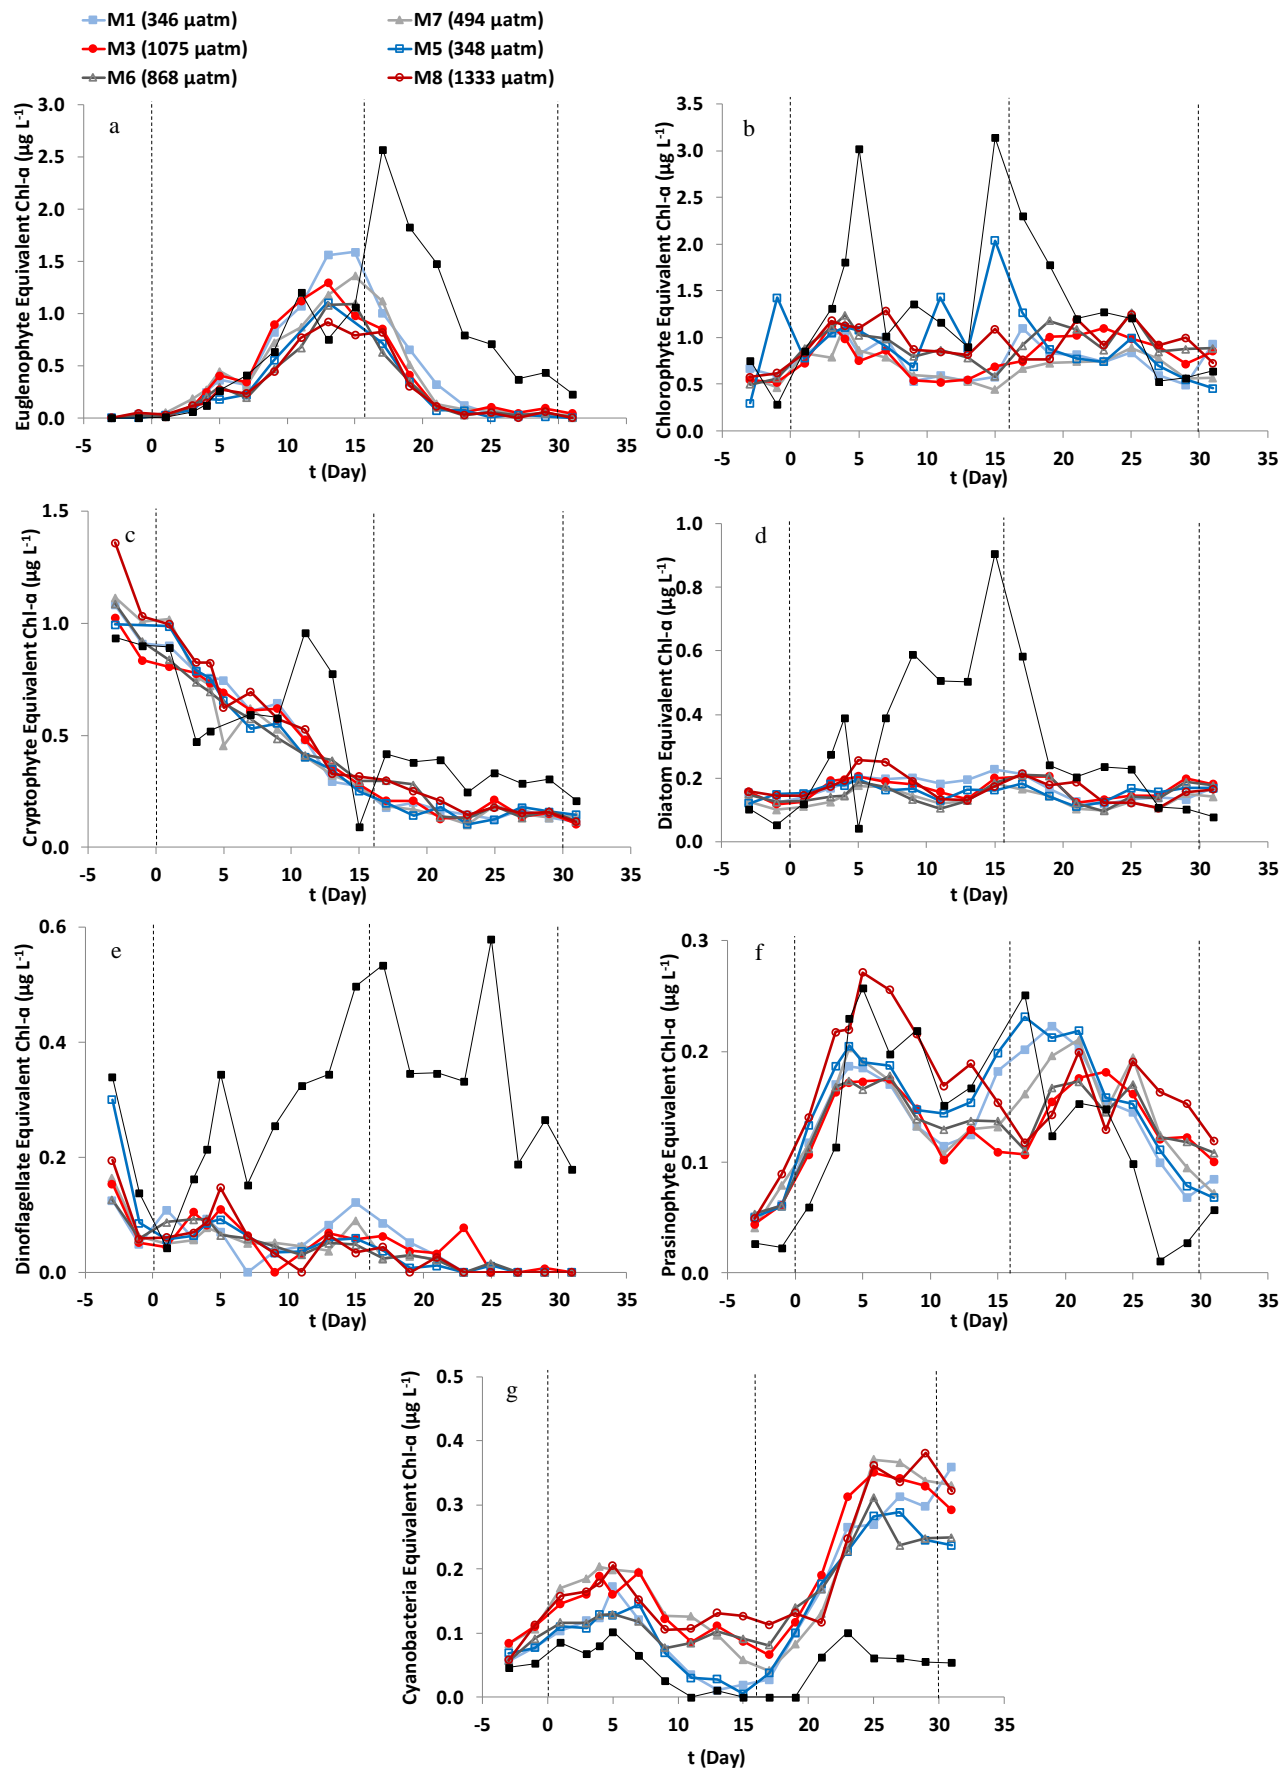 M1 (346 µatm)
M7 (494 µatm)
M3 (1075 µatm)
M5 (348 µatm)
M6 (868 µatm)
M8 (1333 µatm)
a
Euglenophyte Equivalent Chl-α (µg L-1)
3.0
2.5
2.0
1.5
1.0
0.5
0.0
-5 0 5 10 15 20 25 30 35
t (Day)
b
Chlorophyte Equivalent Chl-α (µg L-1)
3.5
3.0
2.5
2.0
1.5
1.0
0.5
0.0
-5 0 5 10 15 20 25 30 35
t (Day)
c
Cryptophyte Equivalent Chl-α (µg L-1)
1.5
1.0
0.5
0.0
-5 0 5 10 15 20 25 30 35
t (Day)
d
Diatom Equivalent Chl-α (µg L-1)
1.0
0.8
0.6
0.4
0.2
0.0
-5 0 5 10 15 20 25 30 35
t (Day)
e
Dinoflagellate Equivalent Chl-α (µg L-1)
0.6
0.4
0.2
0.0
-5 0 5 10 15 20 25 30 35
t (Day)
f
Prasinophyte Equivalent Chl-α (µg L-1)
0.3
0.2
0.1
0.0
-5 0 5 10 15 20 25 30 35
t (Day)
g
Cyanobacteria Equivalent Chl-α (µg L-1)
0.5
0.4
0.3
0.2
0.1
0.0
-5 0 5 10 15 20 25 30 35
t (Day)